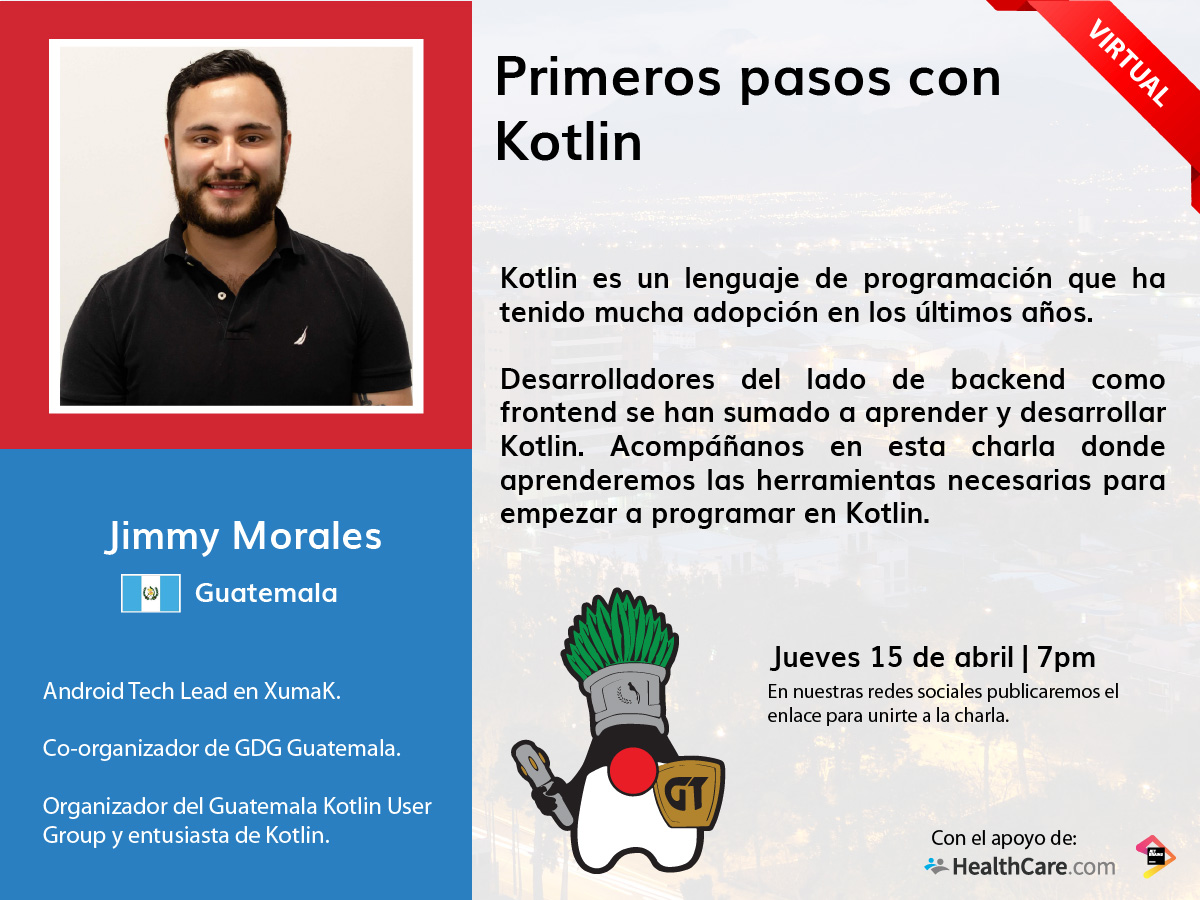 VIRTUAL
Primeros pasos con
Kotlin
Kotlin es un lenguaje de programación que ha
tenido mucha adopción en los últimos años.
Desarrolladores del lado de backend como
frontend se han sumado a aprender y desarrollar
Kotlin. Acompáñanos en esta charla donde
aprenderemos las herramientas necesarias para
empezar a programar en Kotlin.
Jimmy Morales
Guatemala
Android Tech Lead en XumaK.
Co-organizador de GDG Guatemala.
Organizador del Guatemala Kotlin User
Group y entusiasta de Kotlin.
GT
Jueves 15 de abril | 7pm
En nuestras redes sociales publicaremos el
enlace para unirte a la charla.
Con el apoyo de:
HealthCare.com
JET
BRAINS